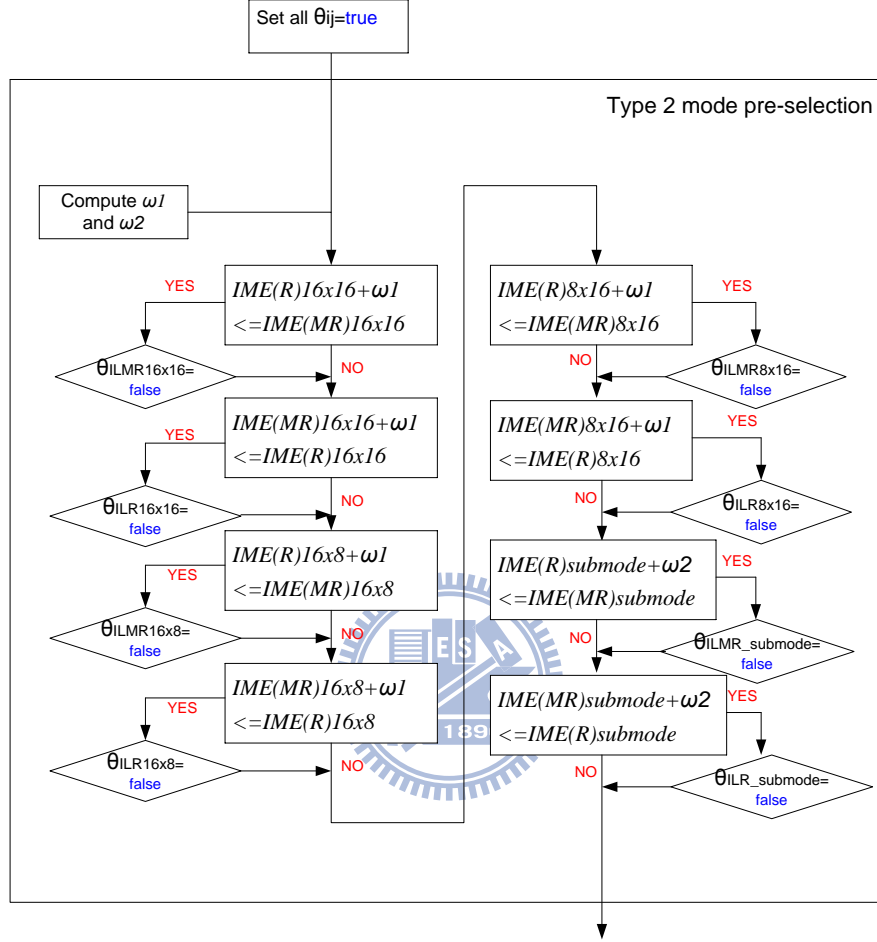 Set all θij=true
Type 2 mode pre-selection
Compute ω1
and ω2
IME(R)16x16+ω1
<=IME(MR)16x16
YES
θILMR16x16=
false
NO
IME(MR)16x16+ω1
<=IME(R)16x16
YES
θILR16x16=
false
NO
IME(R)16x8+ω1
<=IME(MR)16x8
YES
θILMR16x8=
false
NO
IME(MR)16x8+ω1
<=IME(R)16x8
YES
θILR16x8=
false
NO
IME(R)8x16+ω1
<=IME(MR)8x16
YES
θILMR8x16=
false
NO
IME(MR)8x16+ω1
<=IME(R)8x16
YES
θILR8x16=
false
NO
IME(R)submode+ω2
<=IME(MR)submode
YES
θILMR_submode=
false
NO
IME(MR)submode+ω2
<=IME(R)submode
YES
θILR_submode=
false
NO
E S A
189